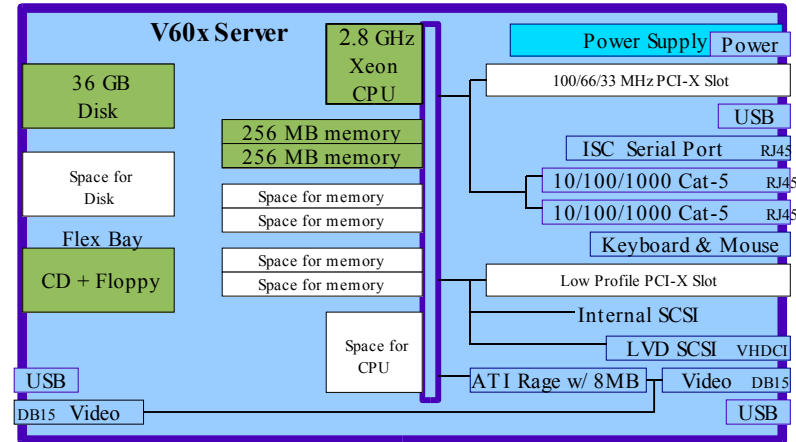 V60x Server
2.8 GHz
Xeon
CPU
Power Supply
Power
36 GB
Disk
100/66/33 MHz PCI-X Slot
USB
256 MB memory
256 MB memory
ISC Serial Port RJ45
Space for
Disk
10/100/1000 Cat-5 RJ45
Space for memory
Space for memory
10/100/1000 Cat-5 RJ45
Flex Bay
CD + Floppy
Keyboard & Mouse
Space for memory
Space for memory
Low Profile PCI-X Slot
Internal SCSI
Space for
CPU
LVD SCSI VHDCI
USB
ATI Rage w/ 8MB
Video DB15
DB15 Video
USB